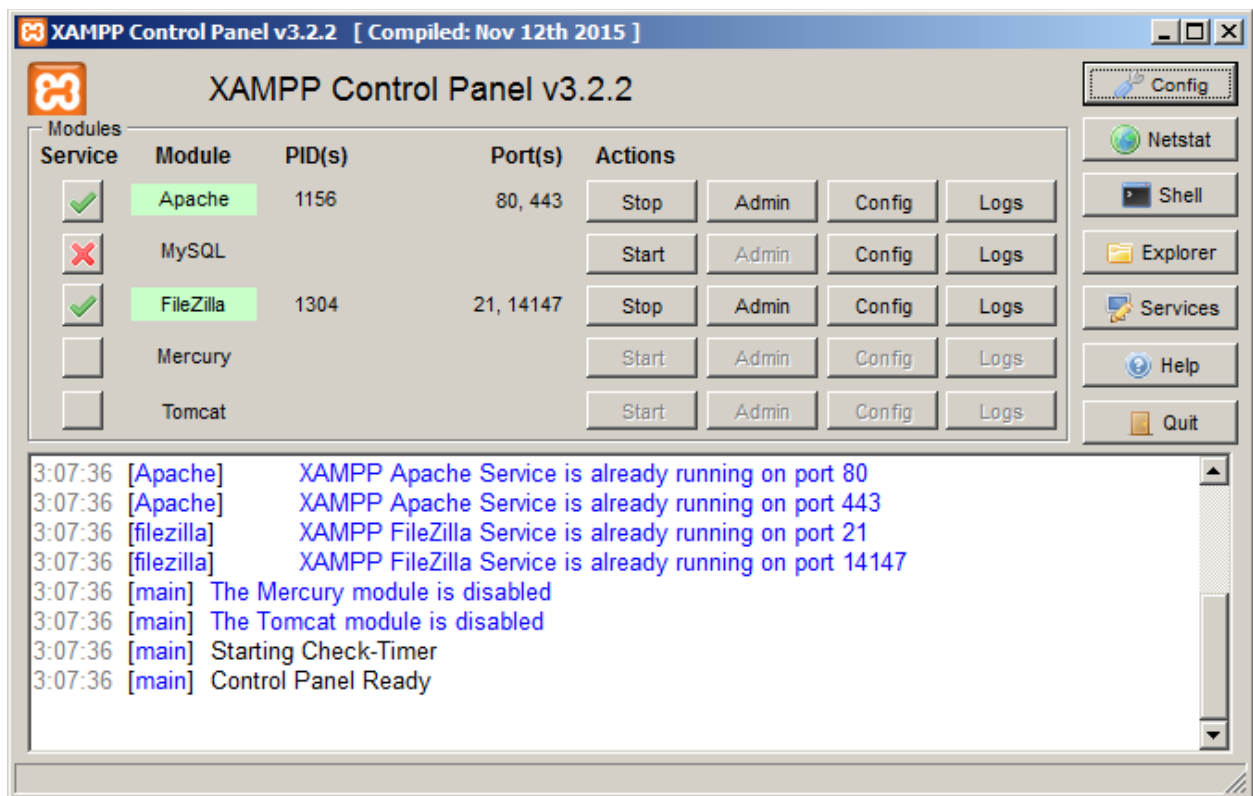 XAMPP Control Panel v3.2.2 [ Compiled: Nov 12th 2015 ]
XAMPP Control Panel v3.2.2
Config
Modules
Service Module PID(s) Port(s) Actions
Netstat
Apache 1156 80, 443 Stop Admin Config Logs
Shell
MySQL Start Admin Config Logs
Explorer
FileZilla 1304 21, 14147 Stop Admin Config Logs
Services
Mercury Start Admin Config Logs
Help
Tomcat Start Admin Config Logs
Quit
3:07:36 [Apache] XAMPP Apache Service is already running on port 80
3:07:36 [Apache] XAMPP Apache Service is already running on port 443
3:07:36 [filezilla] XAMPP FileZilla Service is already running on port 21
3:07:36 [filezilla] XAMPP FileZilla Service is already running on port 14147
3:07:36 [main] The Mercury module is disabled
3:07:36 [main] The Tomcat module is disabled
3:07:36 [main] Starting Check-Timer
3:07:36 [main] Control Panel Ready